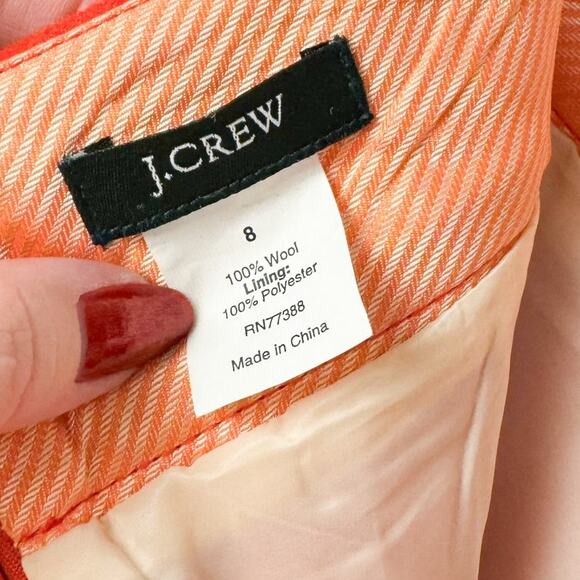 J.CREW
8
100% Wool
Lining:
100% Polyester
RN77388
Made in China